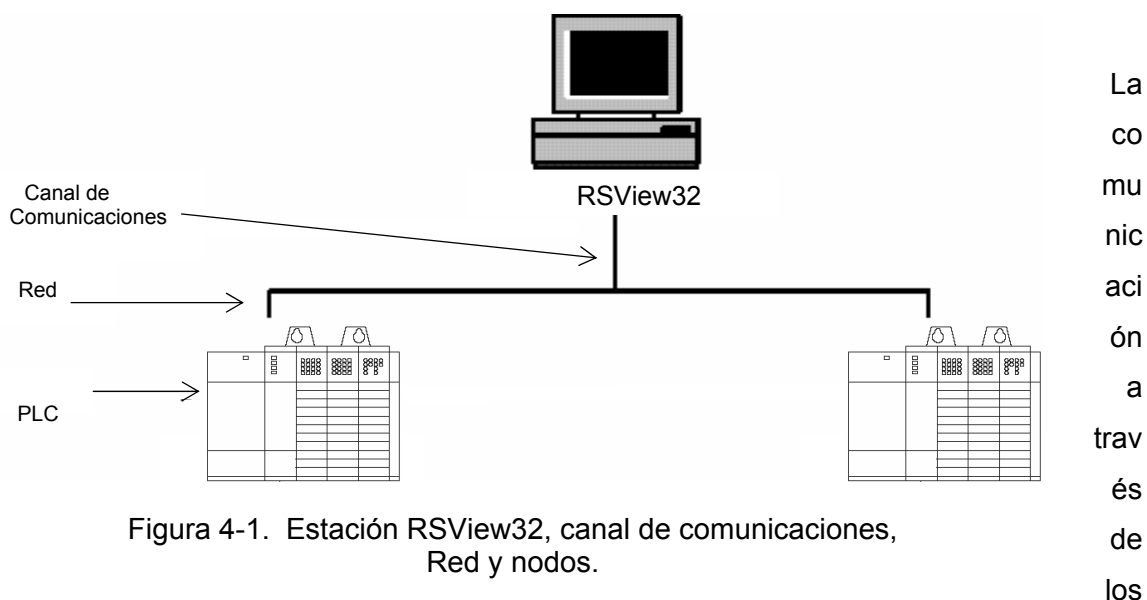 RSView32
Canal de
Comunicaciones
Red
PLC
Figura 4-1. Estación RSView32, canal de comunicaciones,
Red y nodos.
La
co
mu
nic
aci
ón
a
trav
és
de
los